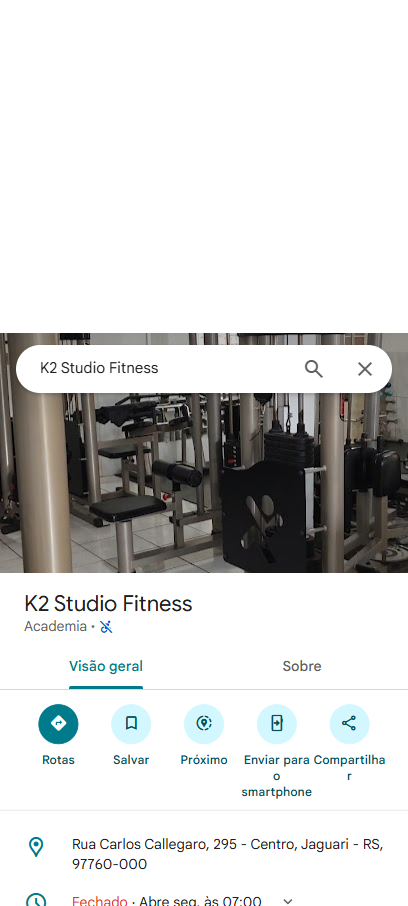 K2 Studio Fitness
K2 Studio Fitness
Academia ·
Visão geral
Sobre
Rotas
Salvar
Próximo
Enviar para
o
smartphone
Compartilha
r
Rua Carlos Callegaro, 295 - Centro, Jaguari - RS,
97760-000
Fechado · Abre seg. às 07:00